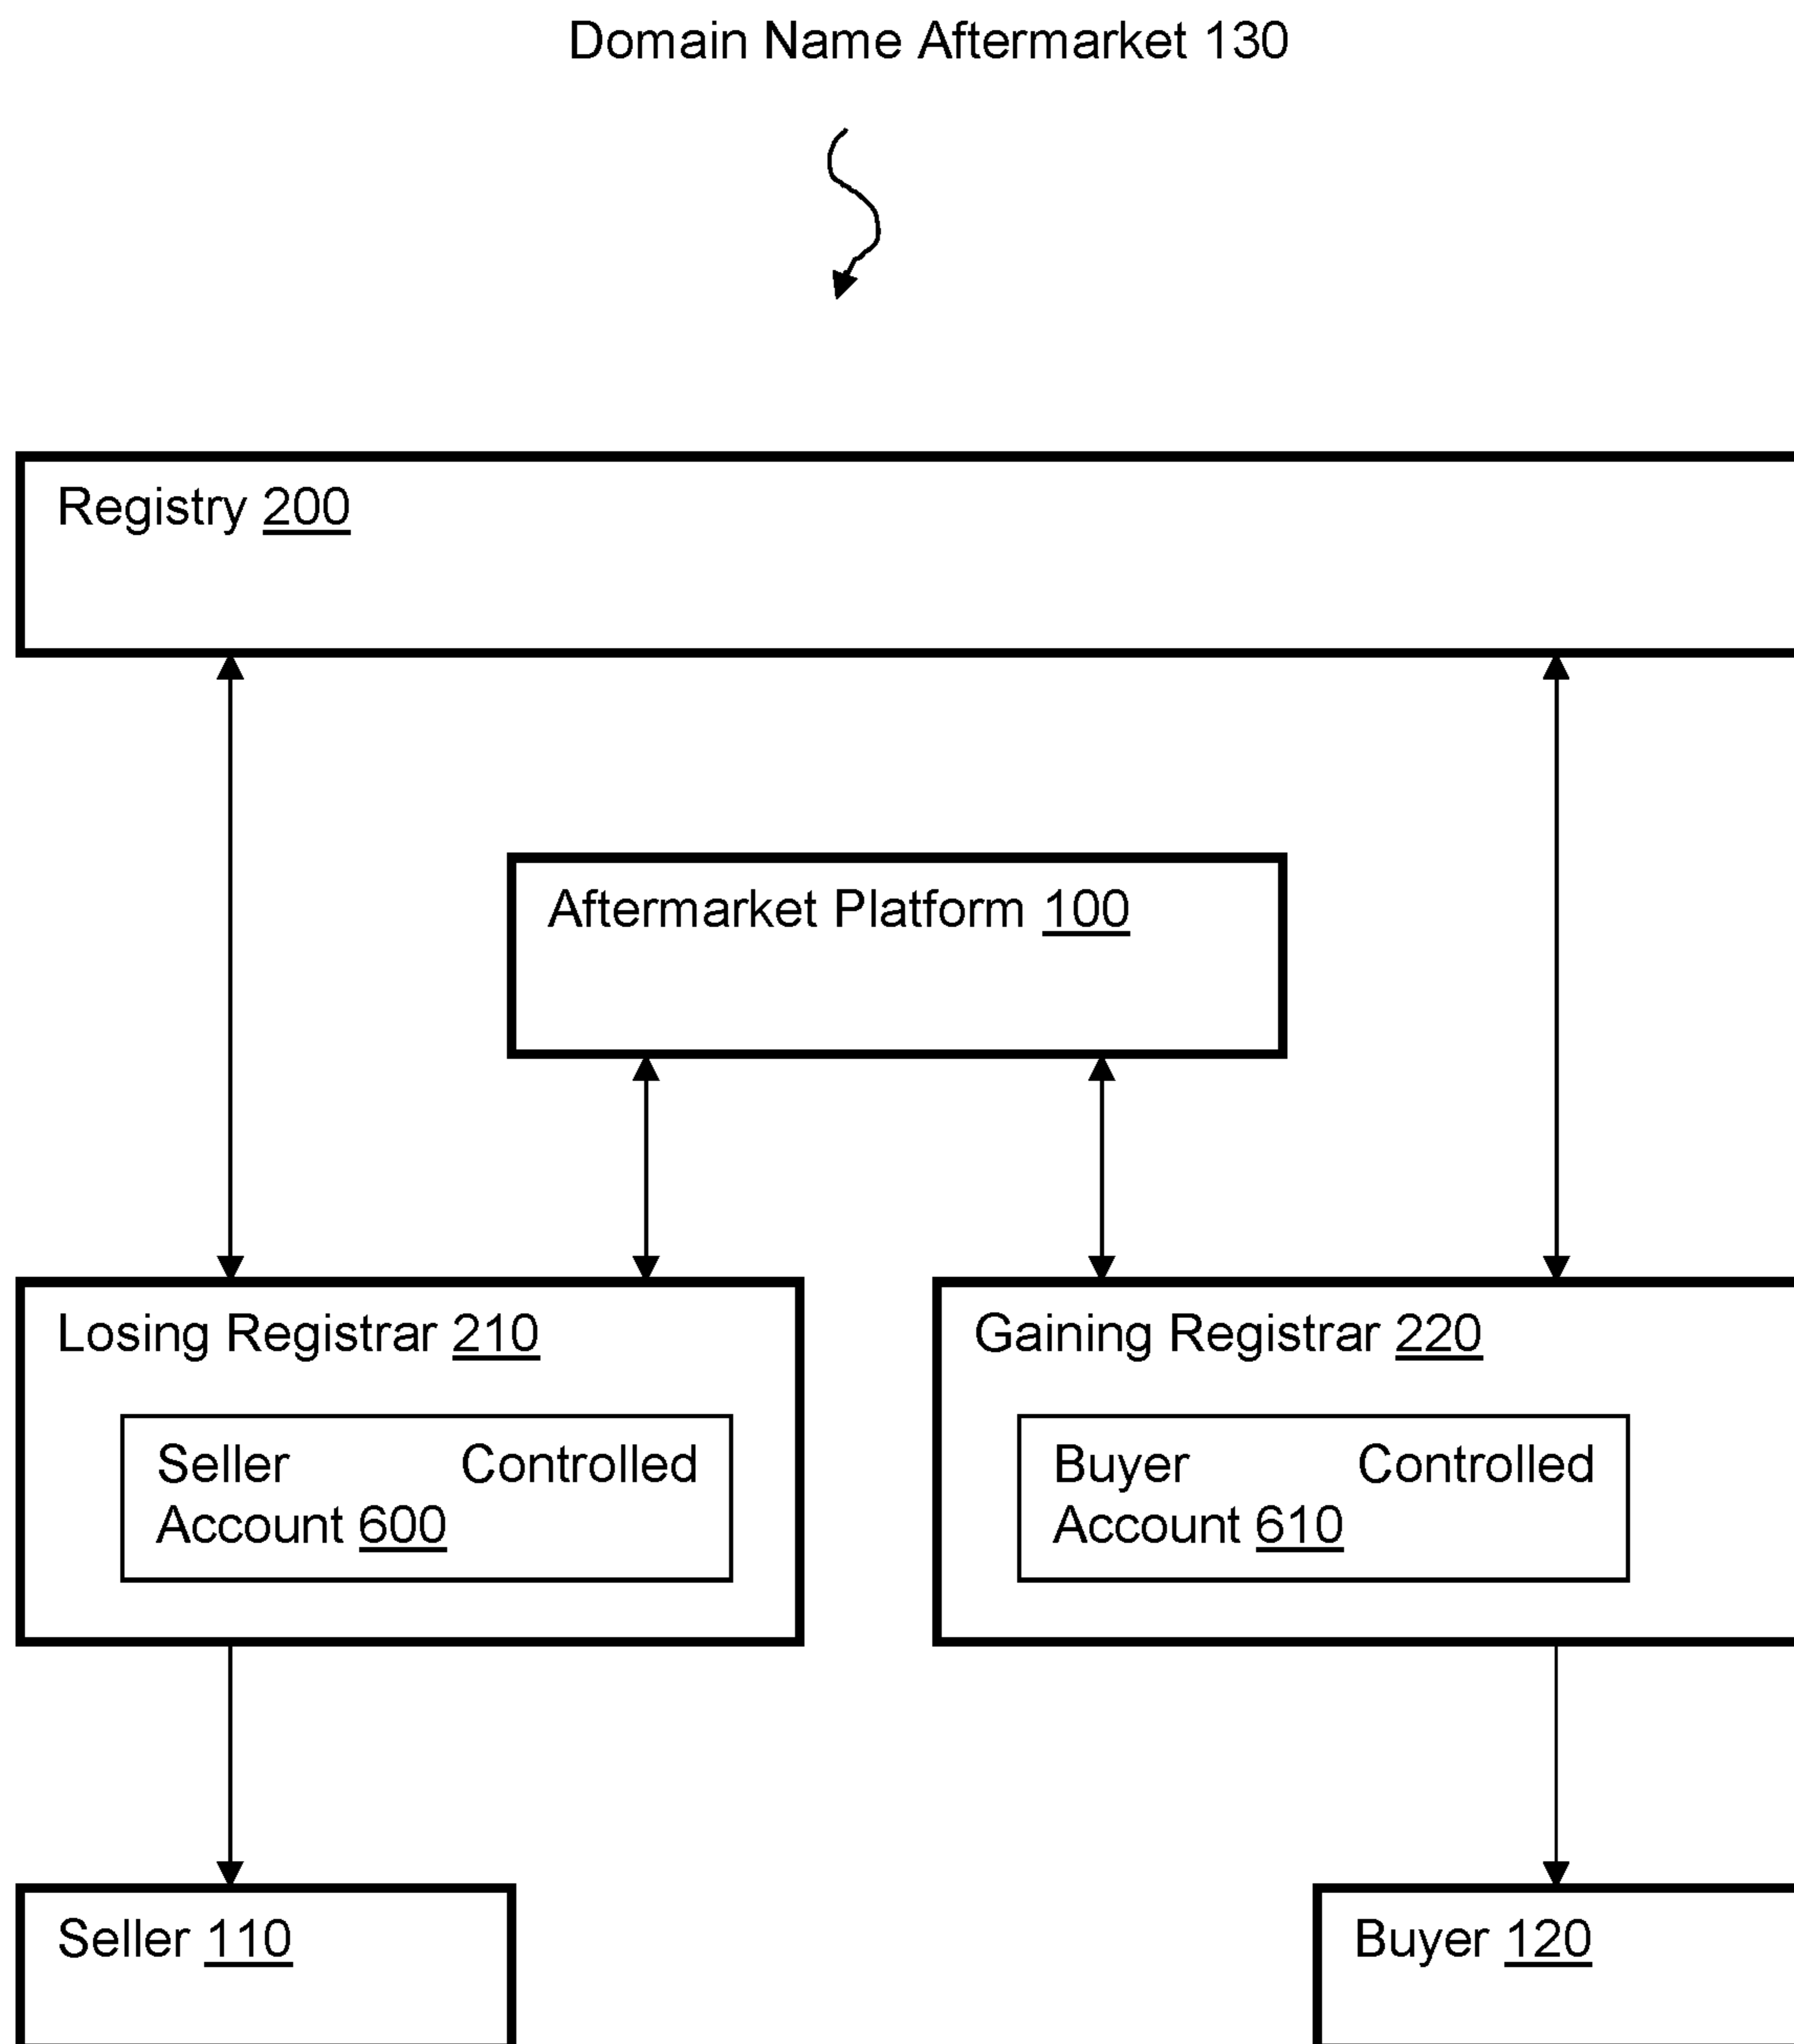 Domain Name Aftermarket 130
Registry 200
Aftermarket Platform 100
Losing Registrar 210
Seller Controlled
Account 600
Gaining Registrar 220
Buyer Controlled
Account 610
Seller 110
Buyer 120